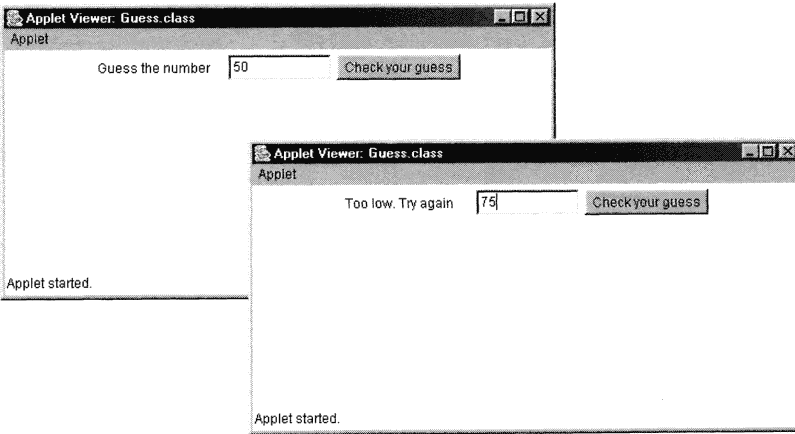 Applet Viewer: Guess.class
Applet
Guess the number 50 Check your guess
Applet started.
Applet Viewer: Guess.class
Applet
Too low. Try again 75 Check your guess
Applet started.